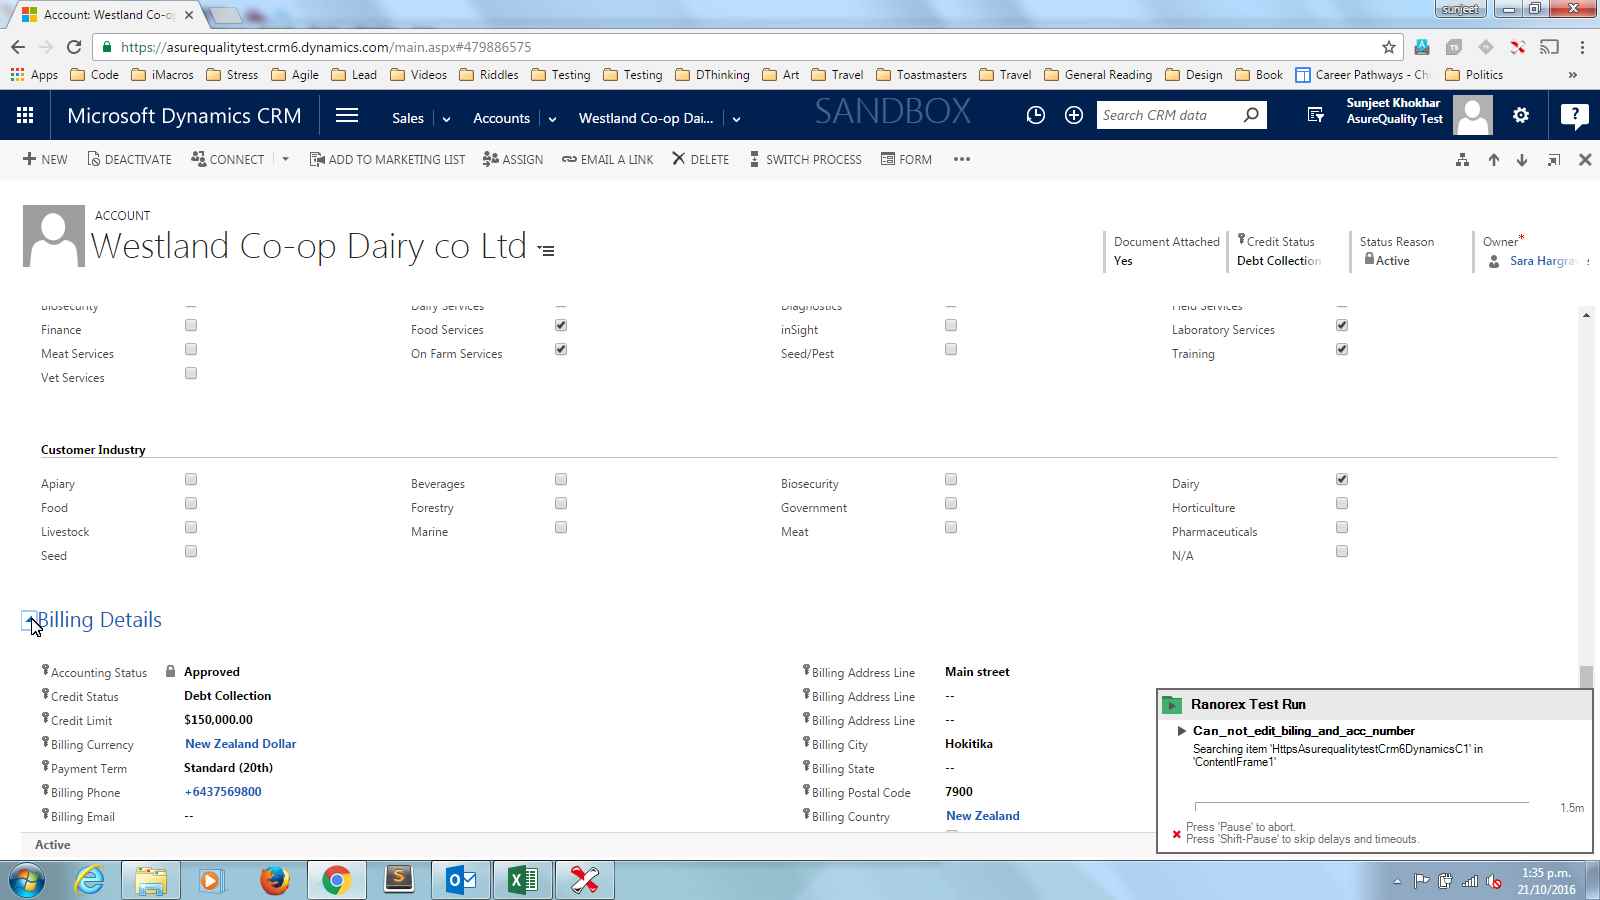 Account: Westland Co-o
sunjeet
https://asurequalitytest.crm6.dynamics.com/main.aspx#479886575
Apps Code iMacros Stress Agile Lead Videos Riddles Testing Testing DThinking Art Travel Toastmasters Travel General Reading Design Book Career Pathways - Ch Politics »
Microsoft Dynamics CRM Sales Accounts Westland Co-op Dai... SANDBOX Search CRM data
Sunjeet Khokhar
AsureQuality Test
?
NEW DEACTIVATE CONNECT ADD TO MARKETING LIST ASSIGN EMAIL A LINK DELETE SWITCH PROCESS FORM •••
ACCOUNT
Westland Co-op Dairy co Ltd
Document Attached Credit Status Status Reason Owner*
Yes Debt Collection Active Sara Hargra
Biosecurity Dairy Services Diagnostics Field Services
Finance Food Services inSight Laboratory Services
Meat Services On Farm Services Seed/Pest Training
Vet Services
Customer Industry
Apiary Beverages Biosecurity Dairy
Food Forestry Government Horticulture
Livestock Marine Meat Pharmaceuticals
Seed N/A
Billing Details
Accounting Status Approved Billing Address Line Main street
Credit Status Debt Collection Billing Address Line --
Credit Limit $150,000.00 Billing Address Line --
Billing Currency New Zealand Dollar Billing City Hokitika
Payment Term Standard (20th) Billing State --
Billing Phone +6437569800 Billing Postal Code 7900
Billing Email -- Billing Country New Zealand
Active
Ranorex Test Run
Can_not_edit_biling_and_acc_number
Searching item 'HttpsAsurequalitytestCrm6DynamicsC1' in
'ContentIFrame1'
1.5m
Press 'Pause' to abort.
Press 'Shift-Pause' to skip delays and timeouts.
1:35 p.m.
21/10/2016